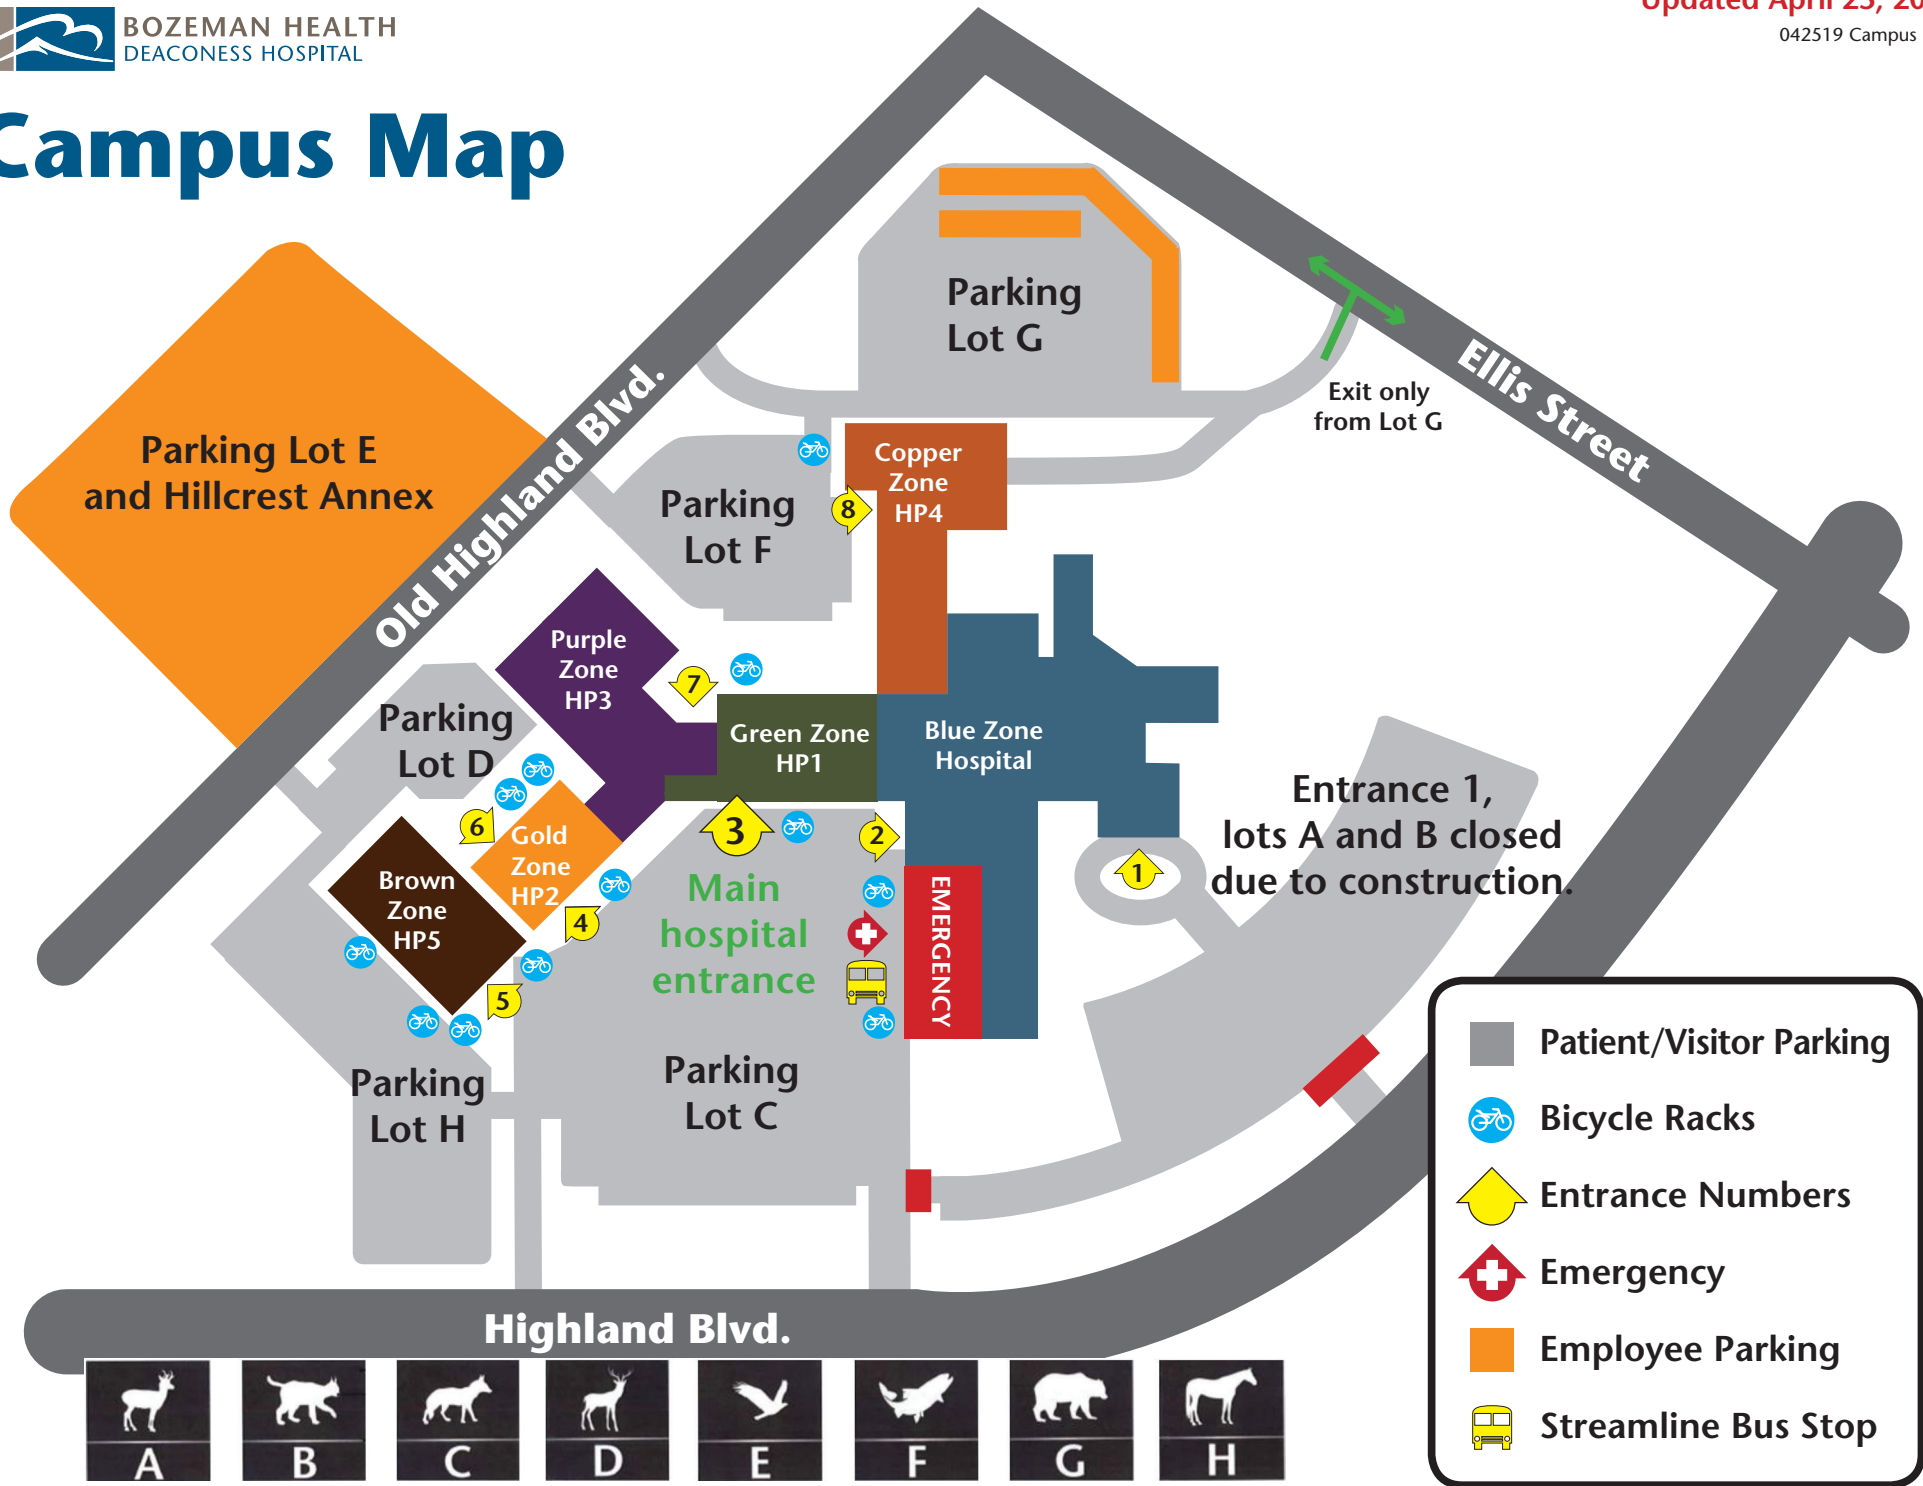 BOZEMAN HEALTH
DEACONESS HOSPITAL
Updated April 25, 20
042519 Campus
Campus Map
Parking
Lot G
Exit only
from Lot G
Ellis Street
Old Highland Blvd.
Parking Lot E
and Hillcrest Annex
Copper
Zone
HP4
8
Parking
Lot F
Purple
Zone
HP3
7
Parking
Lot D
Green Zone
HP1
Blue Zone
Hospital
Entrance 1,
lots A and B closed
due to construction.
6
Gold
Zone
HP2
3
2
1
Brown
Zone
HP5
4
5
Main
hospital
entrance
EMERGENCY
Parking
Lot H
Parking
Lot C
Highland Blvd.
Patient/Visitor Parking
Bicycle Racks
Entrance Numbers
Emergency
Employee Parking
Streamline Bus Stop
A
B
C
D
E
F
G
H